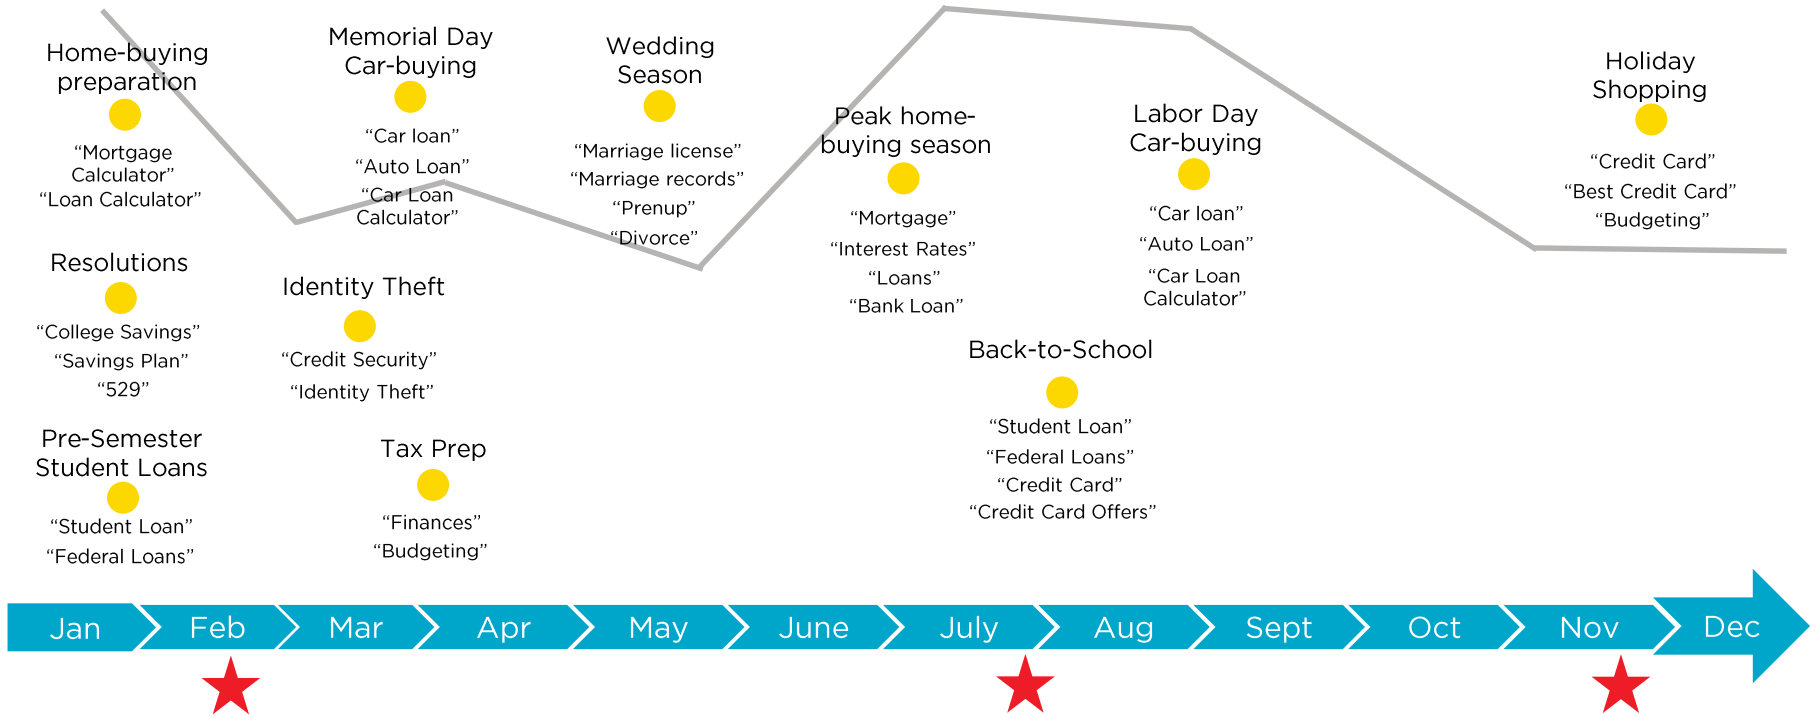 Home-buying
preparation
“Mortgage
Calculator”
“Loan Calculator”
Resolutions
“College Savings”
“Savings Plan”
“529”
Pre-Semester
Student Loans
“Student Loan”
“Federal Loans”
Memorial Day
Car-buying
“Car loan”
“Auto Loan”
“Car Loan
Calculator”
Identity Theft
“Credit Security”
“Identity Theft”
Tax Prep
“Finances”
“Budgeting”
Wedding
Season
“Marriage license”
“Marriage records”
“Prenup”
“Divorce”
Peak home-
buying season
“Mortgage”
“Interest Rates”
“Loans”
“Bank Loan”
Labor Day
Car-buying
“Car loan”
“Auto Loan”
“Car Loan
Calculator”
Back-to-School
“Student Loan”
“Federal Loans”
“Credit Card”
“Credit Card Offers”
Holiday
Shopping
“Credit Card”
“Best Credit Card”
“Budgeting”
Jan
Feb
Mar
Apr
May
June
July
Aug
Sept
Oct
Nov
Dec